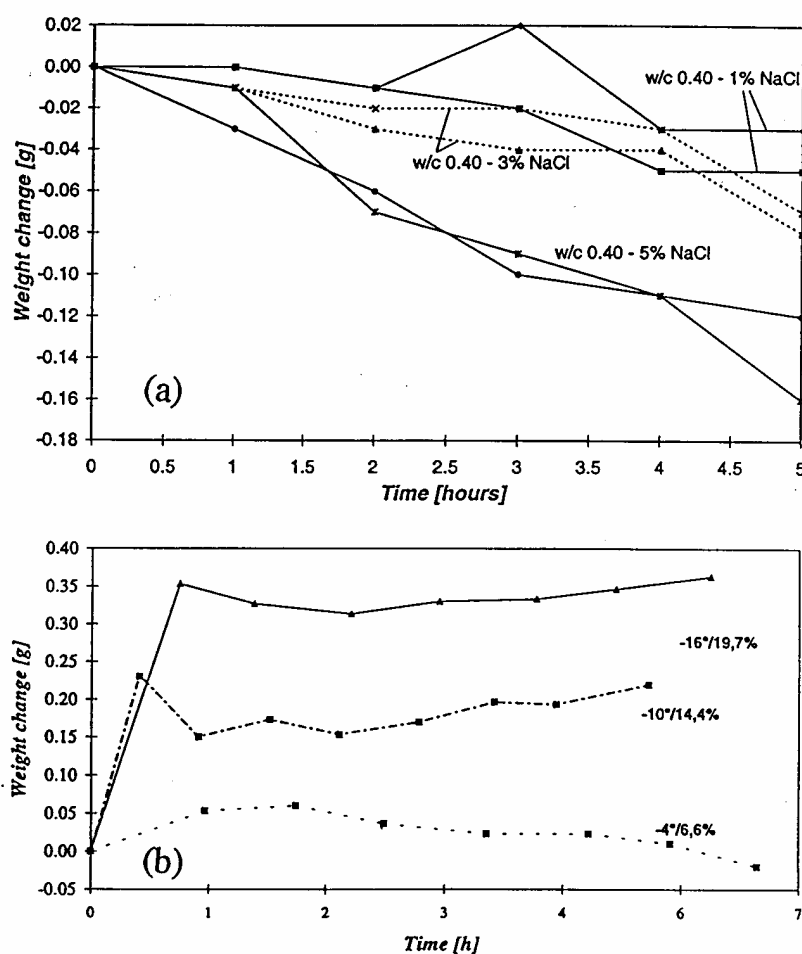 0.02
0.00
-0.02
-0.04
-0.06
-0.08
-0.10
-0.12
-0.14
-0.16
-0.18
Weight change [g]
w/c 0.40 - 1% NaCl
w/c 0.40 - 3% NaCl
w/c 0.40 - 5% NaCl
(a)
0 0.5 1 1.5 2 2.5 3 3.5 4 4.5 5
Time [hours]
0.40
0.35
0.30
0.25
0.20
0.15
0.10
0.05
0.00
-0.05
Weight change [g]
-16°/19,7%
-10°/14,4%
-4°/6,6%
(b)
0 1 2 3 4 5 6 7
Time [h]